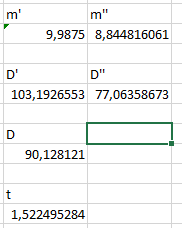 m' m''
9,9875 8,844816061
D' D''
103,1926553 77,06358673
D
90,128121
t
1,522495284